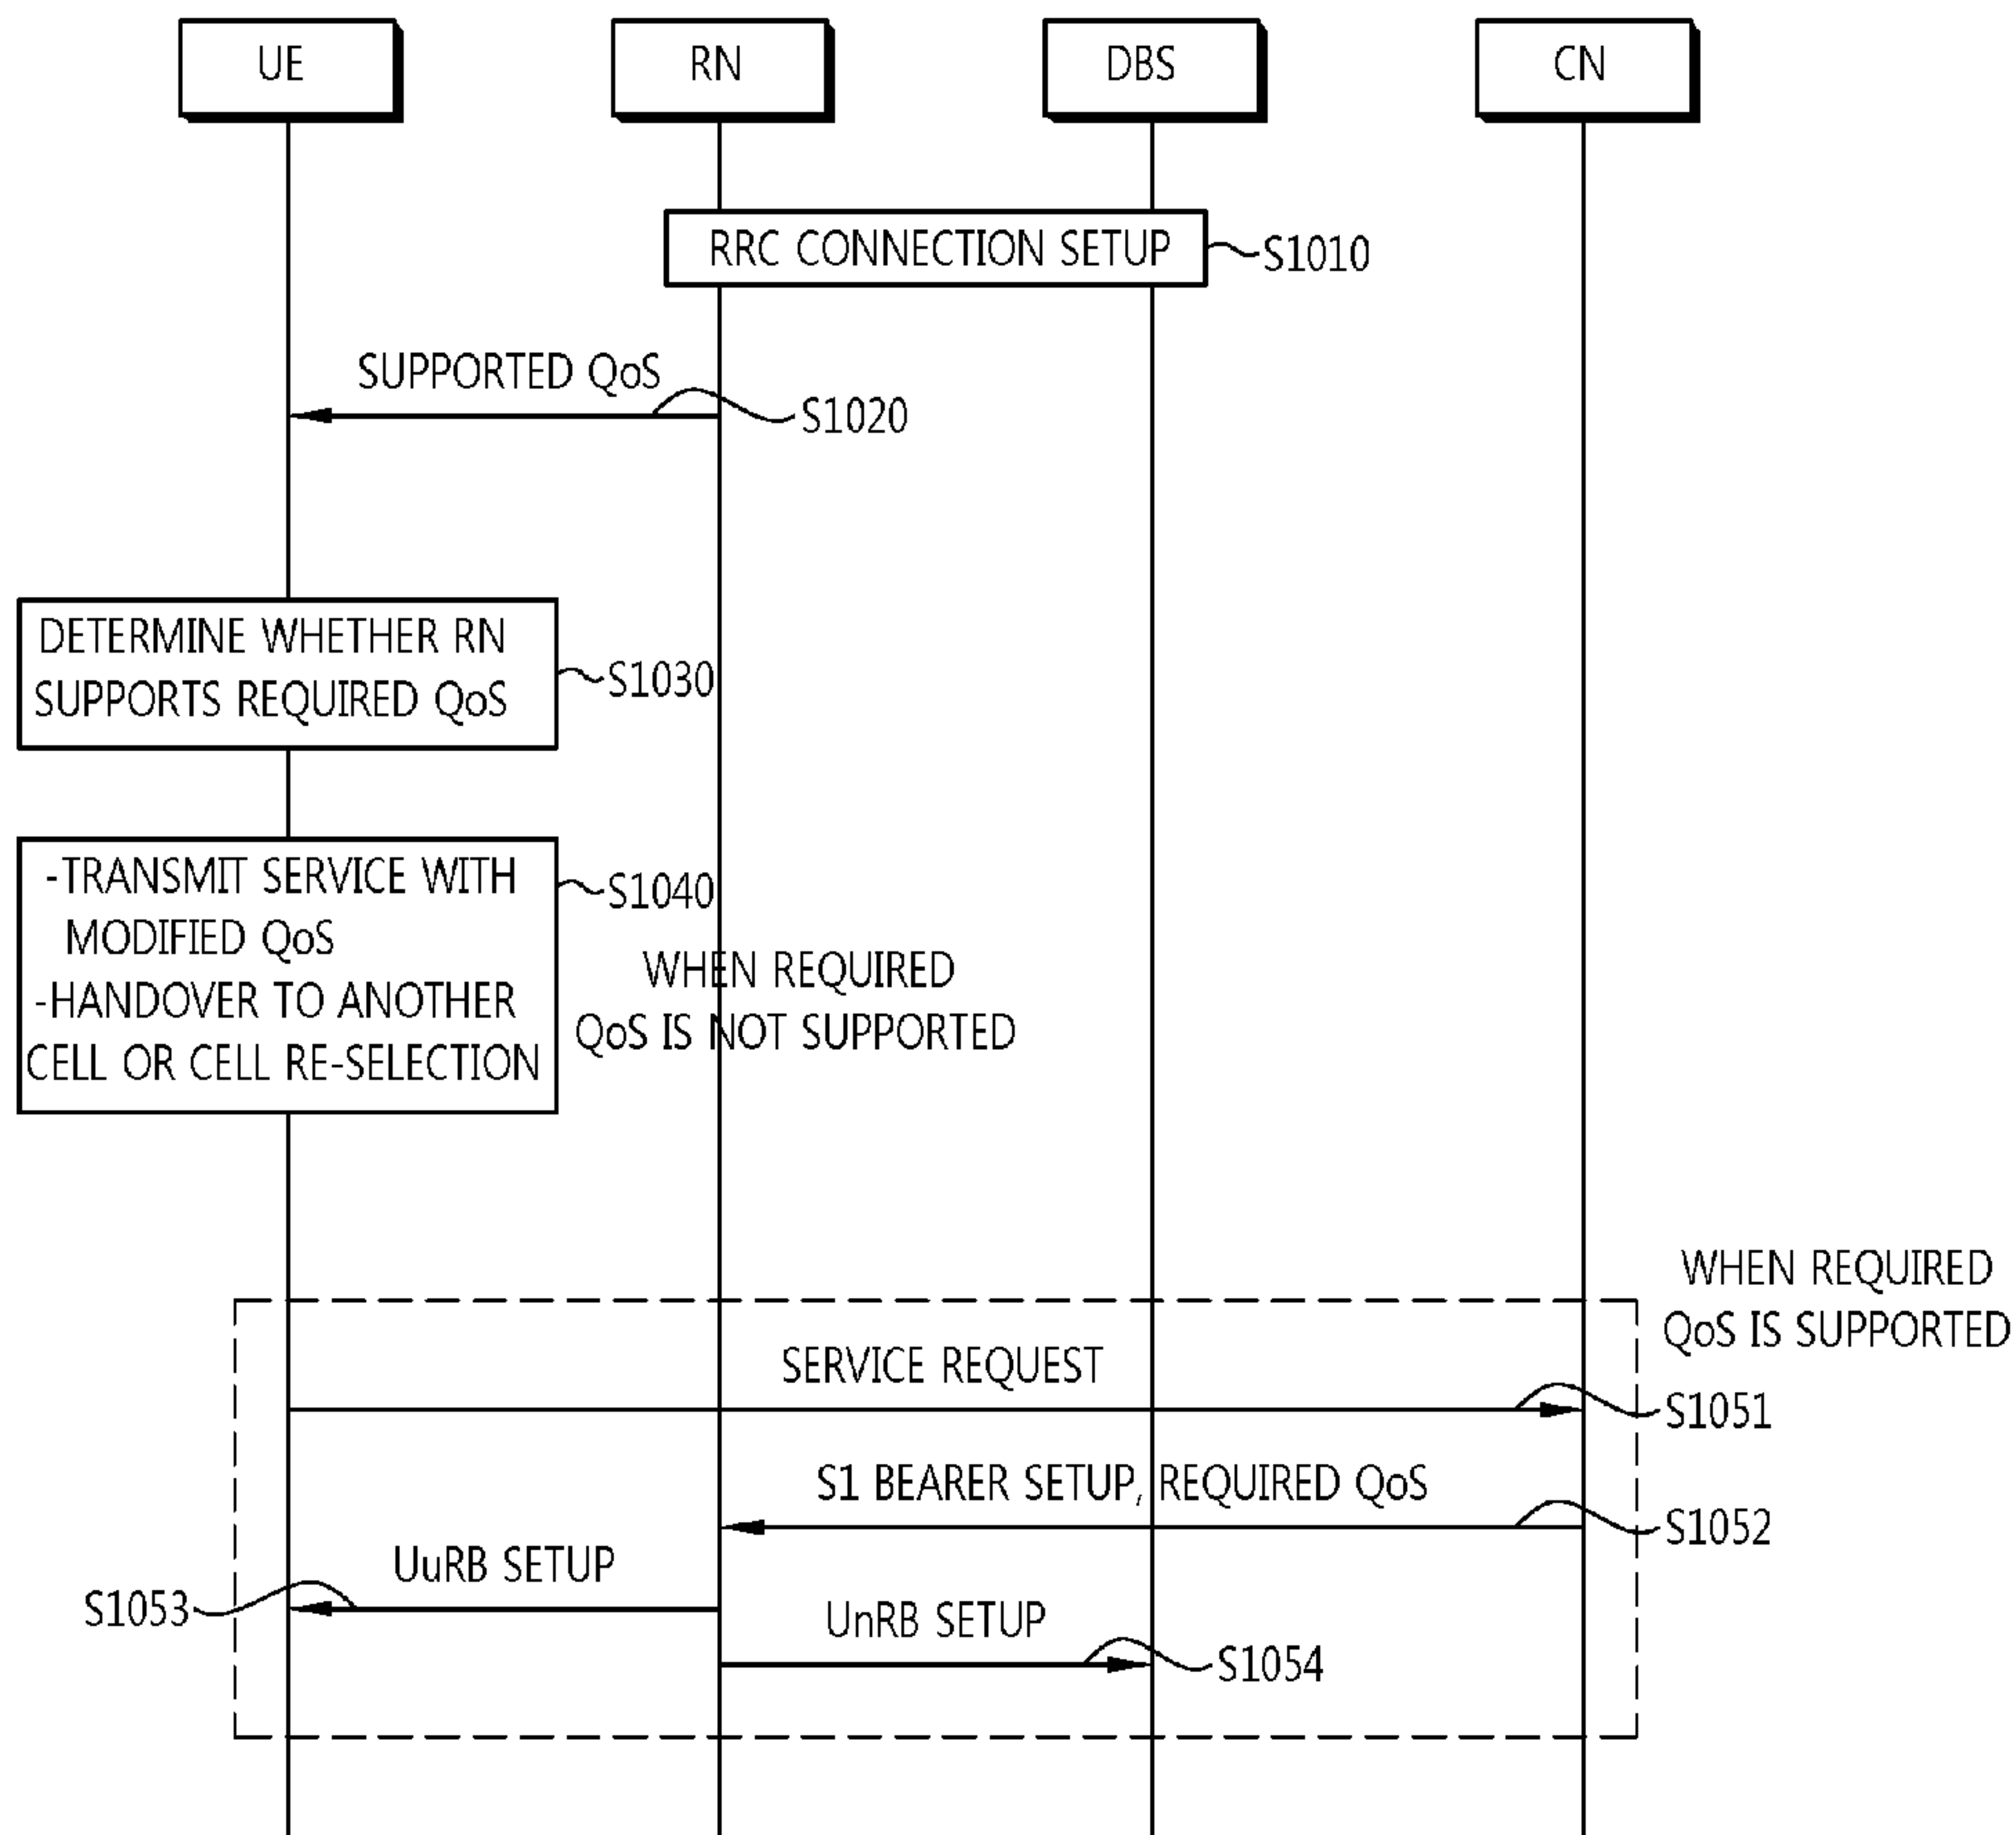 UE
RN
DBS
CN
RRC CONNECTION SETUP
S1010
SUPPORTED QoS
S1020
DETERMINE WHETHER RN
SUPPORTS REQUIRED QoS
S1030
-TRANSMIT SERVICE WITH
MODIFIED QoS
-HANDOVER TO ANOTHER
CELL OR CELL RE-SELECTION
S1040
WHEN REQUIRED
QoS IS NOT SUPPORTED
WHEN REQUIRED
QoS IS SUPPORTED
SERVICE REQUEST
S1051
S1 BEARER SETUP, REQUIRED QoS
S1052
UuRB SETUP
S1053
UnRB SETUP
S1054